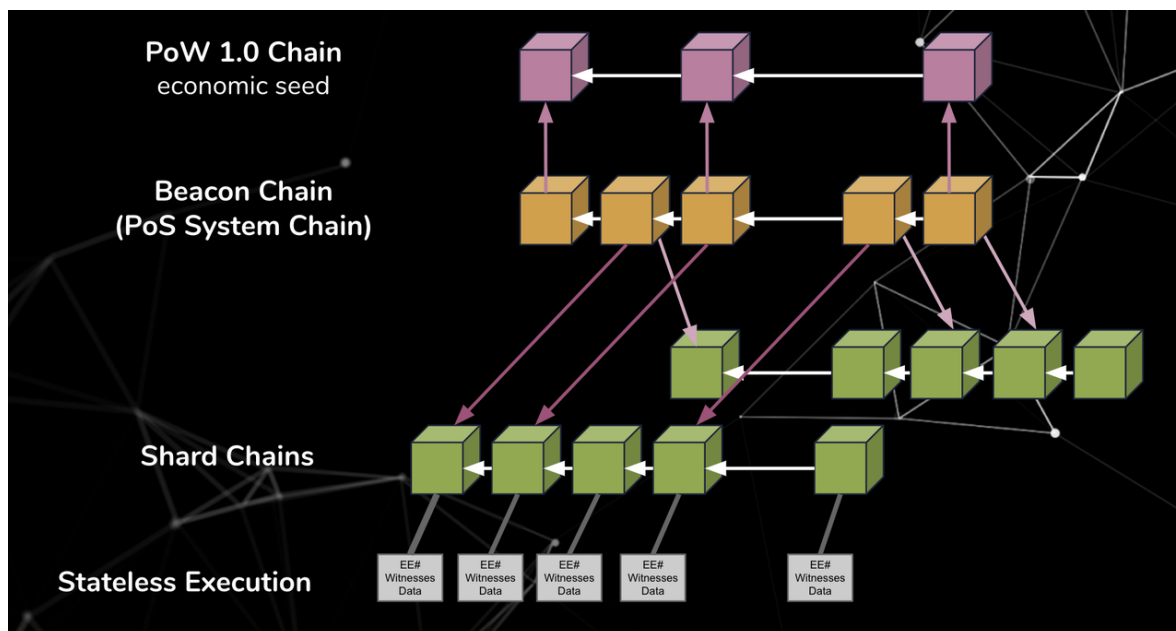 PoW 1.0 Chain
economic seed
Beacon Chain
(PoS System Chain)
Shard Chains
Stateless Execution
EE#
Witnesses
Data
EE#
Witnesses
Data
EE#
Witnesses
Data
EE#
Witnesses
Data
EE#
Witnesses
Data